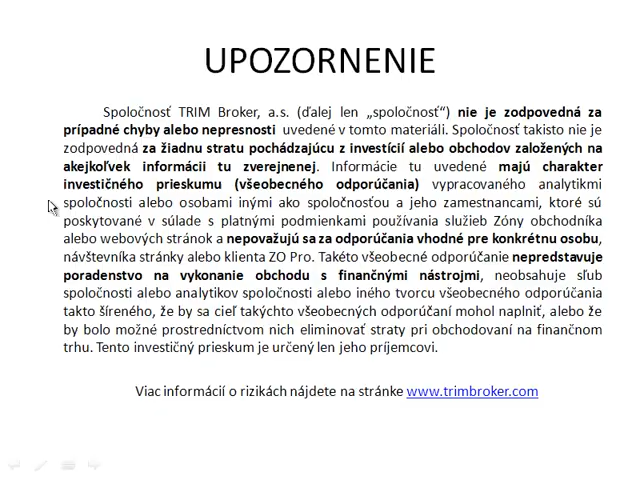 UPOZORNENIE
Spoločnosť TRIM Broker, a.s. (ďalej len „spoločnosť“) nie je zodpovedná za
prípadné chyby alebo nepresnosti uvedené v tomto materiáli. Spoločnosť takisto nie je
zodpovedná za žiadnu stratu pochádzajúcu z investícií alebo obchodov založených na
akejkoľvek informácii tu zverejnenej. Informácie tu uvedené majú charakter
investičného prieskumu (všeobecného odporúčania) vypracovaného analytikmi
spoločnosti alebo osobami inými ako spoločnosťou a jeho zamestnancami, ktoré sú
poskytované v súlade s platnými podmienkami používania služieb Zóny obchodníka
alebo webových stránok a nepovažujú sa za odporúčania vhodné pre konkrétnu osobu,
návštevníka stránky alebo klienta ZO Pro. Takéto všeobecné odporúčanie nepredstavuje
poradenstvo na vykonanie obchodu s finančnými nástrojmi, neobsahuje sľub
spoločnosti alebo analytikov spoločnosti alebo iného tvorcu všeobecného odporúčania
takto šíreného, že by sa cieľ takýchto všeobecných odporúčaní mohol naplniť, alebo že
by bolo možné prostredníctvom nich eliminovať straty pri obchodovaní na finančnom
trhu. Tento investičný prieskum je určený len jeho príjemcovi.
Viac informácií o rizikách nájdete na stránke www.trimbroker.com